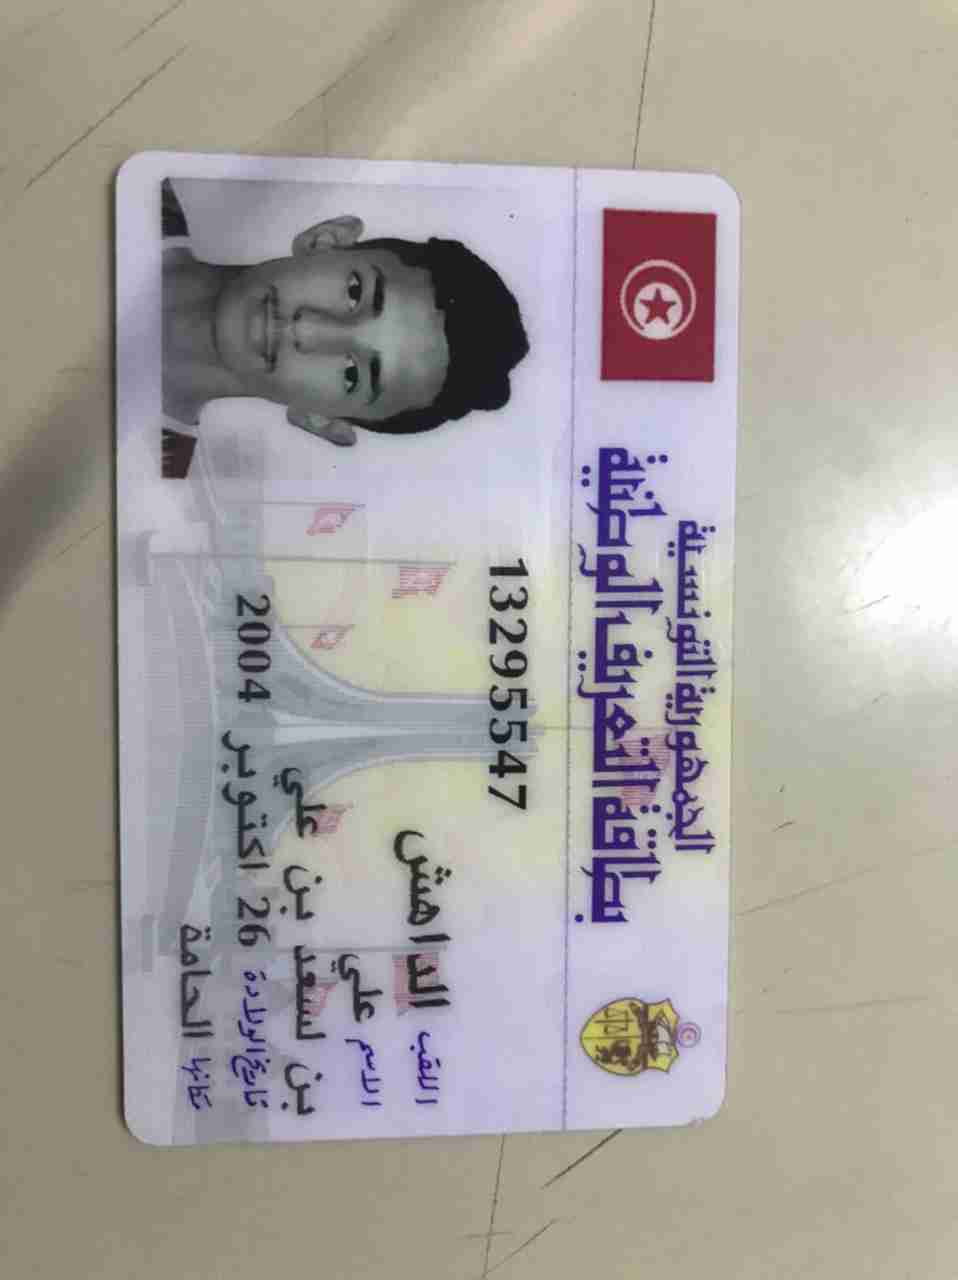 الجمهورية التونسية
بطاقة التعريف الوطنية
13295547
اللقب الداهش
الاسم علي
بن لسعد بن علي
تاريخ الولادة 26 اكتوبر 2004
مكانها الحامة